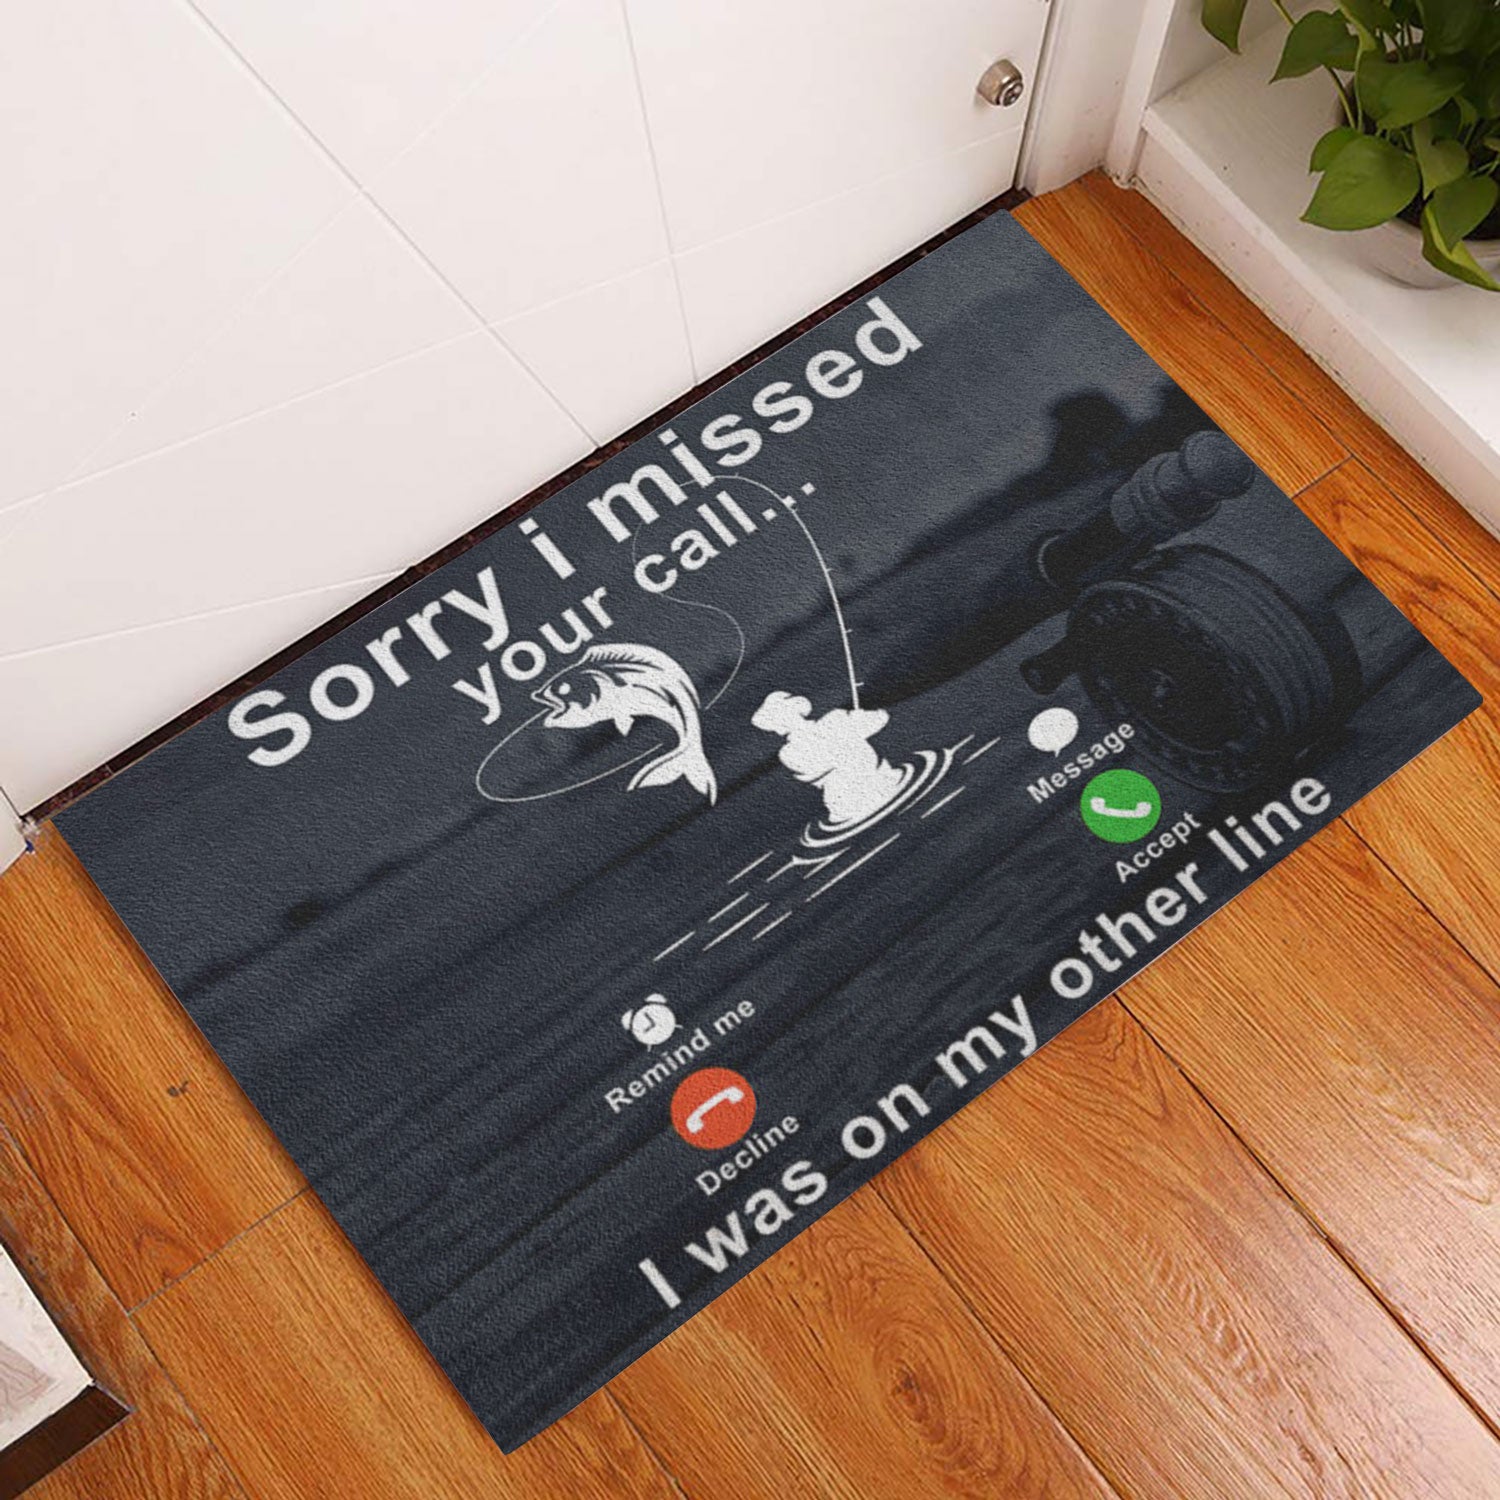 Sorry i missed
your call...
Remind me
Message
Decline
Accept
I was on my other line